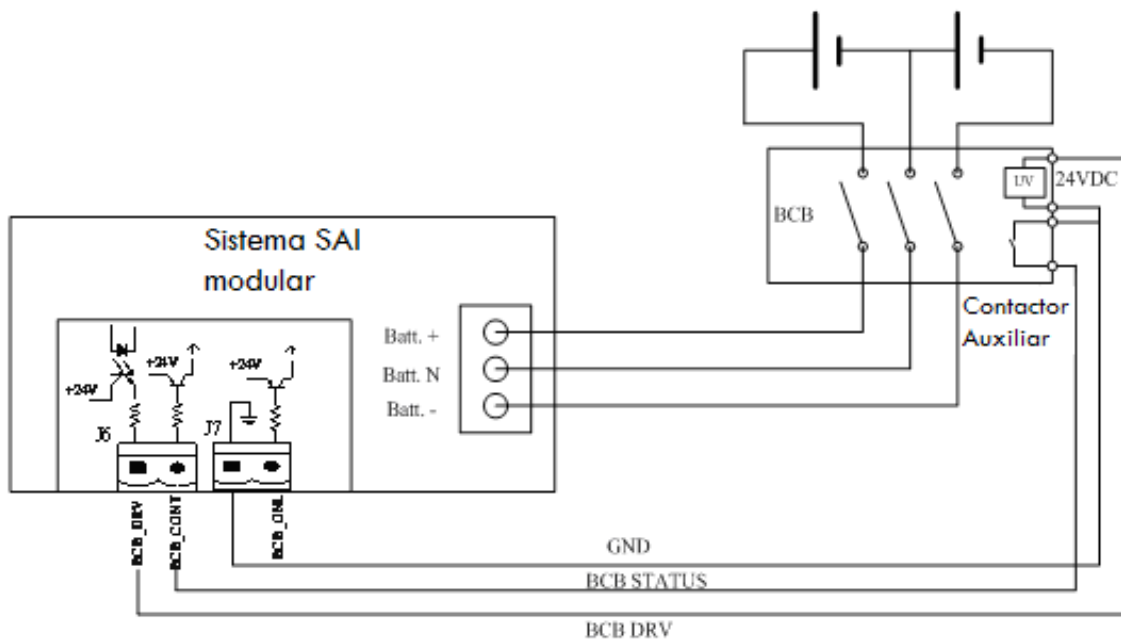 UV
24VDC
BCB
Sistema SAI
modular
Contactor
Auxiliar
Batt. +
Batt. N
Batt. -
+24V
+24V
+24V
J6
J7
BCB_DRV
BCB_CONT
BCB_ONL
GND
BCB STATUS
BCB DRV